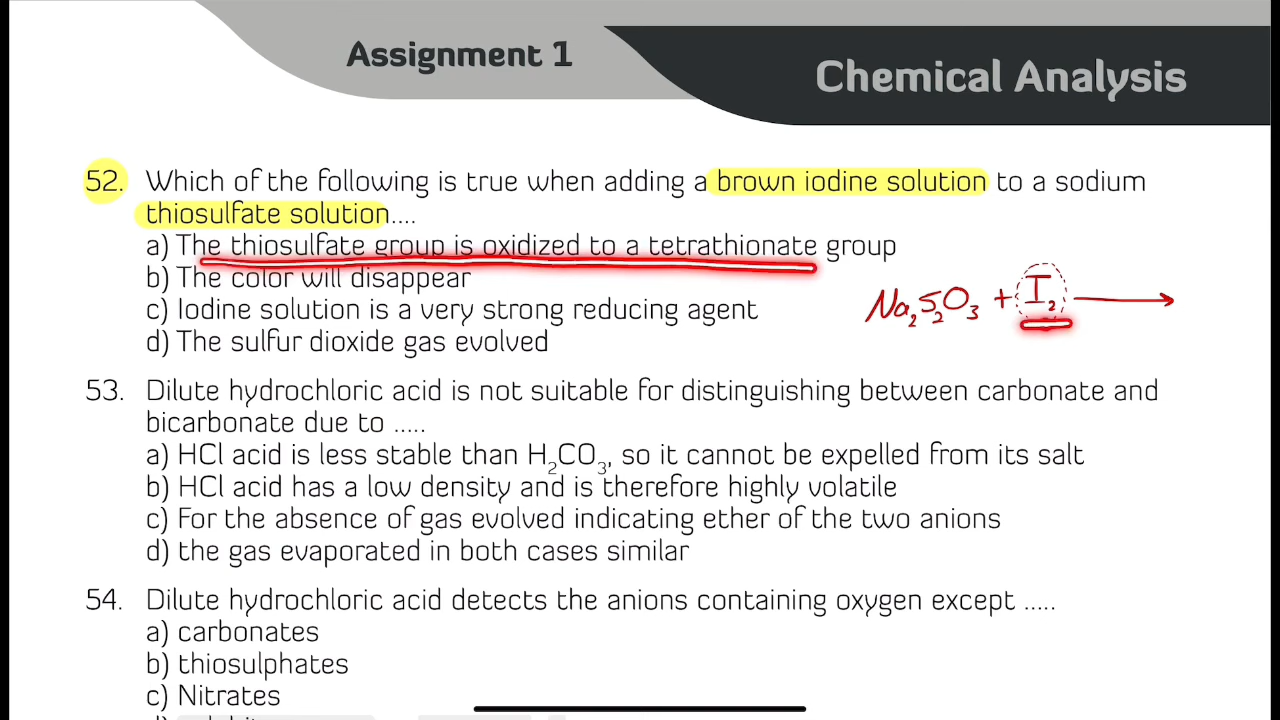 Assignment 1
Chemical Analysis
52. Which of the following is true when adding a brown iodine solution to a sodium
thiosulfate solution....
a) The thiosulfate group is oxidized to a tetrathionate group
b) The color will disappear
Na₂S₂O₃ + I₂ →
c) Iodine solution is a very strong reducing agent
d) The sulfur dioxide gas evolved
53. Dilute hydrochloric acid is not suitable for distinguishing between carbonate and
bicarbonate due to .....
a) HCl acid is less stable than H₂CO₃, so it cannot be expelled from its salt
b) HCl acid has a low density and is therefore highly volatile
c) For the absence of gas evolved indicating ether of the two anions
d) the gas evaporated in both cases similar
54. Dilute hydrochloric acid detects the anions containing oxygen except .....
a) carbonates
b) thiosulphates
c) Nitrates